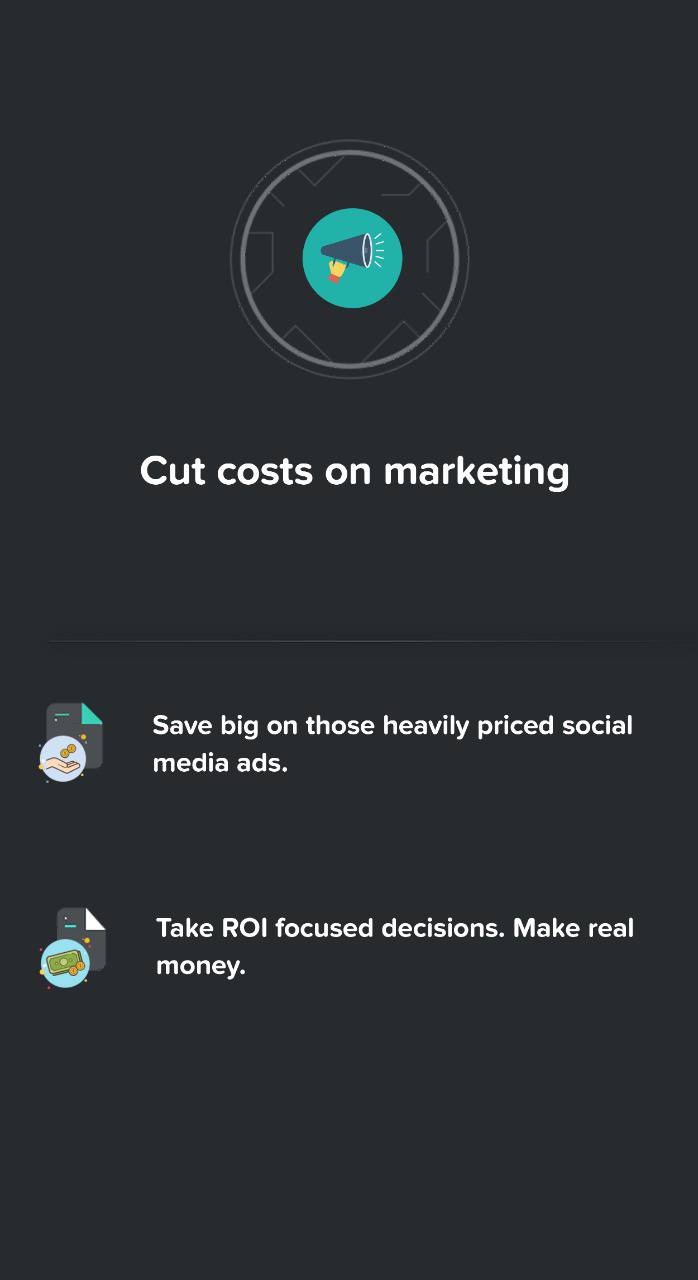 Cut costs on marketing
Save big on those heavily priced social
media ads.
Take ROI focused decisions. Make real
money.